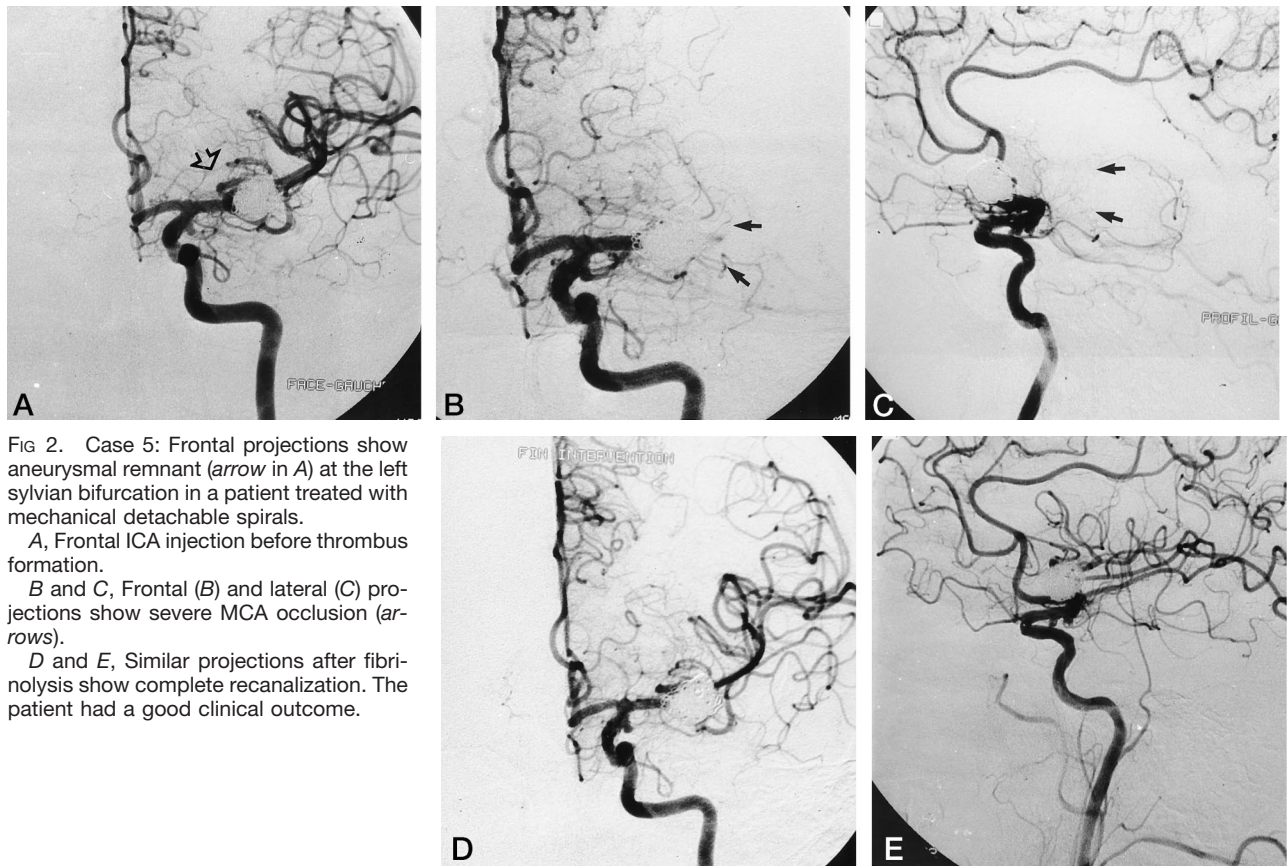 FACE-GAUCH
A
B
PROFIL-G
C
FIG 2. Case 5: Frontal projections show
aneurysmal remnant (arrow in A) at the left
sylvian bifurcation in a patient treated with
mechanical detachable spirals.
A, Frontal ICA injection before thrombus
formation.
B and C, Frontal (B) and lateral (C) pro-
jections show severe MCA occlusion (ar-
rows).
D and E, Similar projections after fibri-
nolysis show complete recanalization. The
patient had a good clinical outcome.
FIN INTERVENTION
D
E